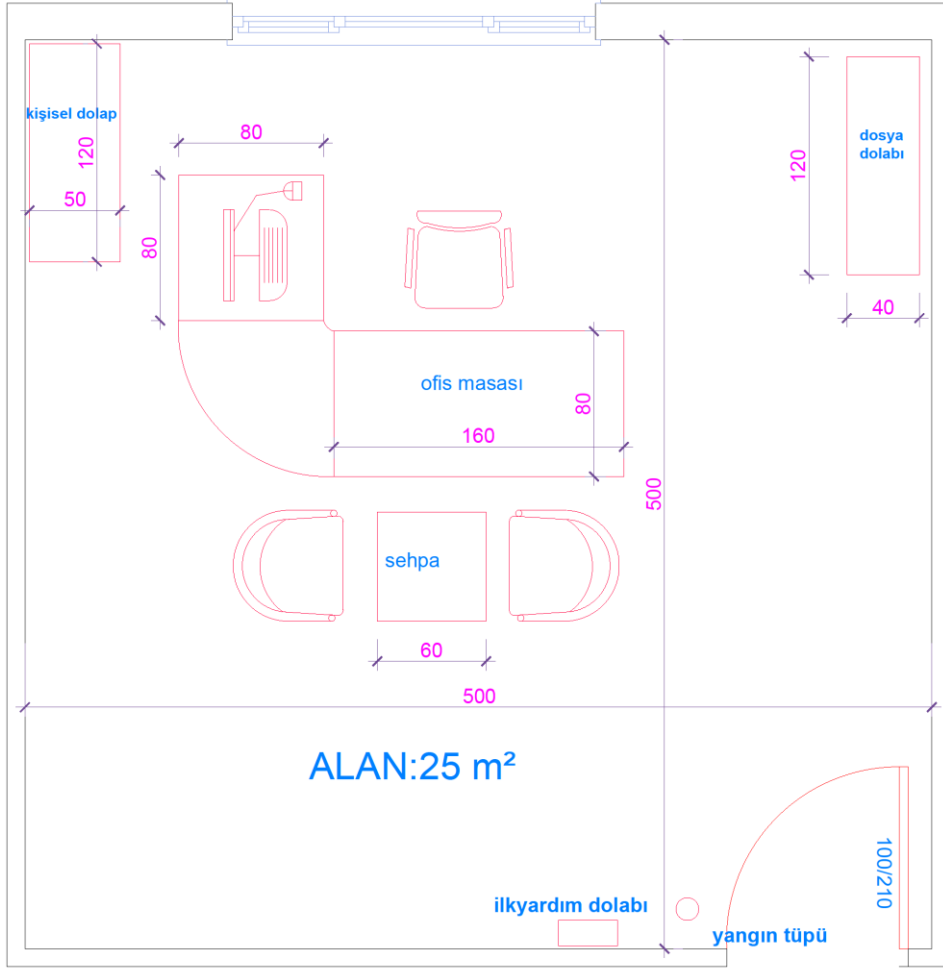 kişisel dolap
120
50
80
80
120
dosya
dolabı
40
ofis masası
80
160
500
sehpa
60
500
ALAN:25 m²
100/210
ilkyardım dolabı
yangın tüpü